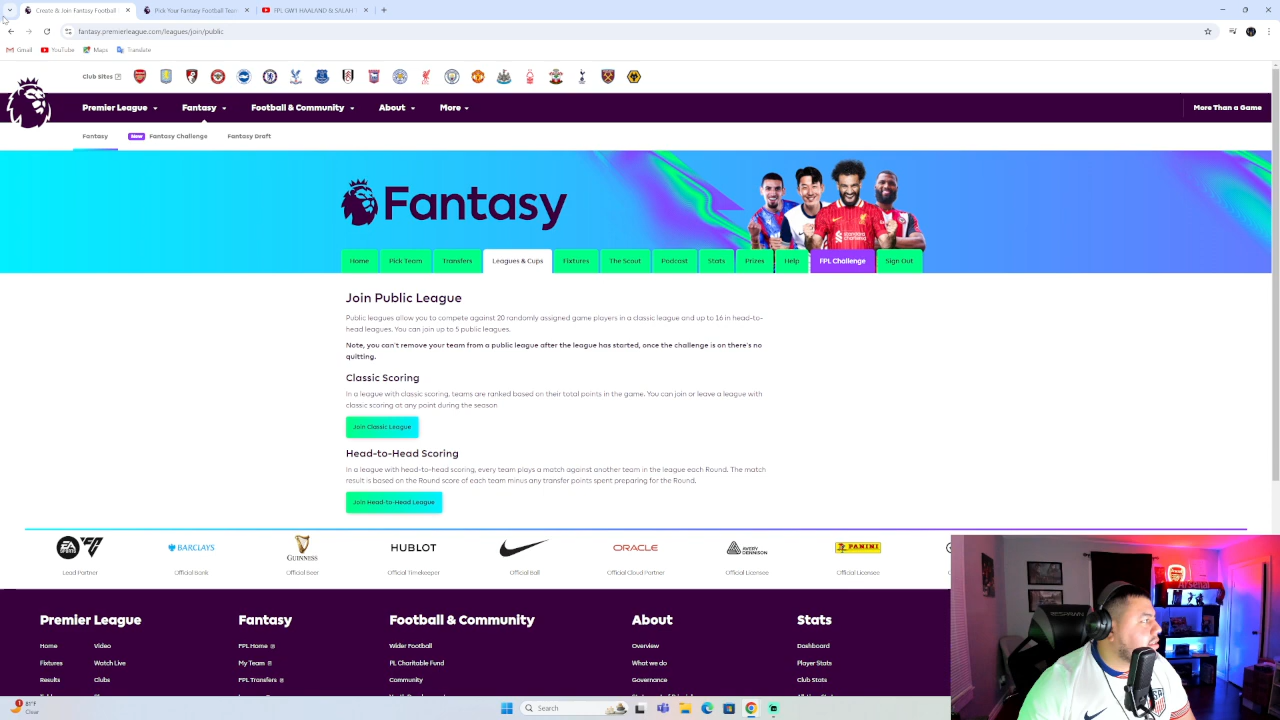 Create & Join Fantasy Football
Pick Your Fantasy Football Team
FPL GW1 HAALAND & SALAH
fantasy.premierleague.com/leagues/join/public
Gmail YouTube Maps Translate
Club Sites
Premier League Fantasy Football & Community About More More Than a Game
Fantasy New Fantasy Challenge Fantasy Draft
Fantasy
Home Pick Team Transfers Leagues & Cups Fixtures The Scout Podcast Stats Prizes Help FPL Challenge Sign Out
Join Public League
Public leagues allow you to compete against 20 randomly assigned game players in a classic league and up to 16 in head-to-
head leagues. You can join up to 5 public leagues.
Note, you can't remove your team from a public league after the league has started, once the challenge is on there's no
quitting.
Classic Scoring
In a league with classic scoring, teams are ranked based on their total points in the game. You can join or leave a league with
classic scoring at any point during the season
Join Classic League
Head-to-Head Scoring
In a league with head-to-head scoring, every team plays a match against another team in the league each Round. The match
result is based on the Round score of each team minus any transfer points spent preparing for the Round.
Join Head-to-Head League
EA SPORTS BARCLAYS GUINNESS HUBLOT ORACLE AVERY DENNISON PANINI
Lead Partner Official Bank Official Beer Official Timekeeper Official Ball Official Cloud Partner Official Licensee Official Licensee
Premier League Fantasy Football & Community About Stats
Home Video FPL Home Wider Football Overview Dashboard
Fixtures Watch Live My Team PL Charitable Fund What we do Player Stats
Results Clubs FPL Transfers Community Governance Club Stats
81°F
Clear
Search